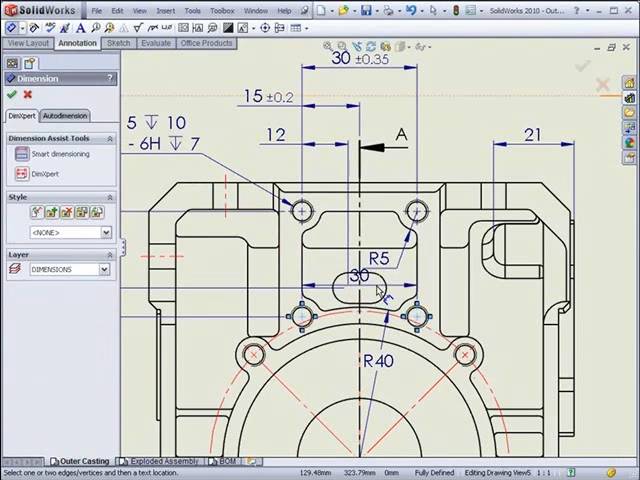 SolidWorks File Edit View Insert Tools Window Help SolidWorks 2010 - Out...
View Layout Annotation Sketch Evaluate Office Products
Dimension
DimXpert Autodimension
Dimension Assist Tools
Smart dimensioning
DimXpert
Style
<NONE>
Layer
DIMENSIONS
30 ±0.35
15 ±0.2
5 ↧ 10
- 6H ↧ 7
12
A
21
R5
30
R40
Outer Casting Exploded Assembly BOM
Select one or two edges/vertices and then a text location. 129.48mm 323.79mm 0mm Fully Defined Editing Drawing View5 1 : 1